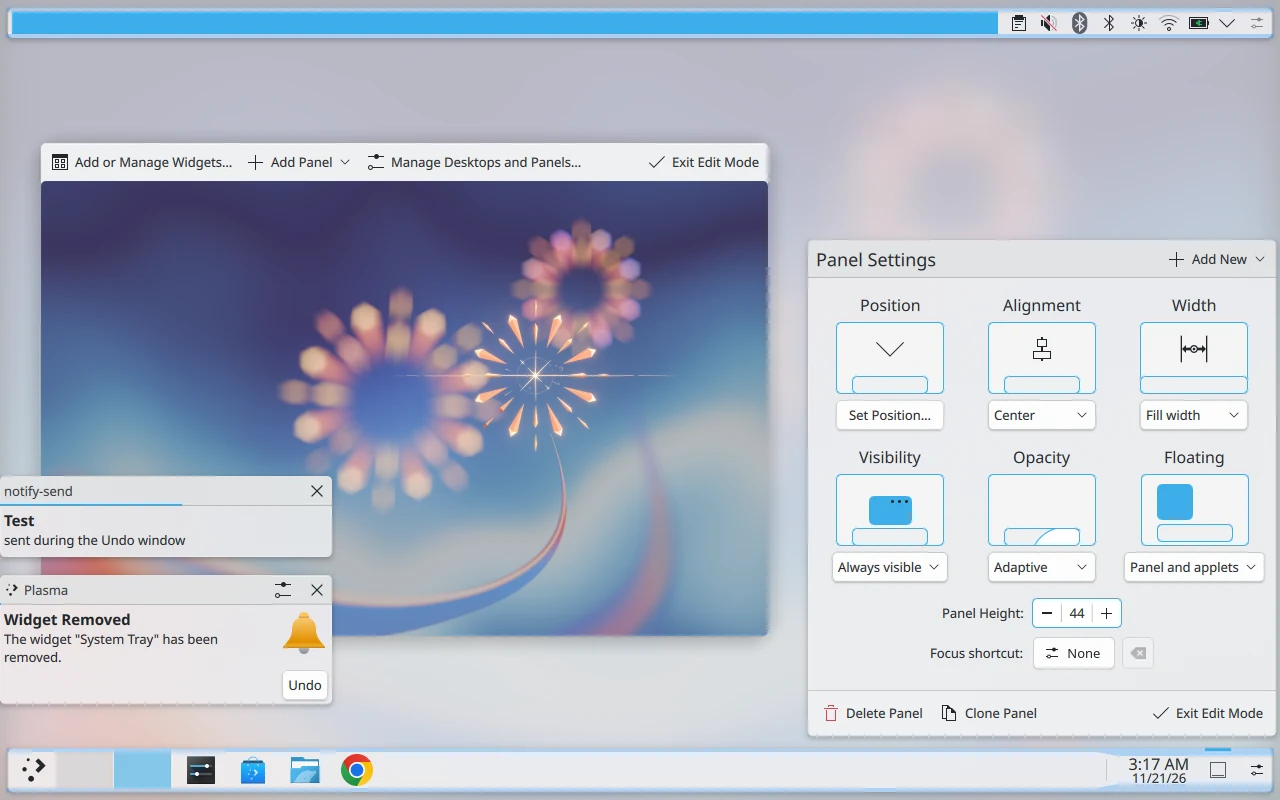 Add or Manage Widgets...
Add Panel
Manage Desktops and Panels...
Exit Edit Mode
Panel Settings
Add New
Position
Alignment
Width
Set Position...
Center
Fill width
Visibility
Opacity
Floating
Always visible
Adaptive
Panel and applets
Panel Height:
44
Focus shortcut:
None
Delete Panel
Clone Panel
Exit Edit Mode
notify-send
Test
sent during the Undo window
Plasma
Widget Removed
The widget "System Tray" has been
removed.
Undo
3:17 AM
11/21/26